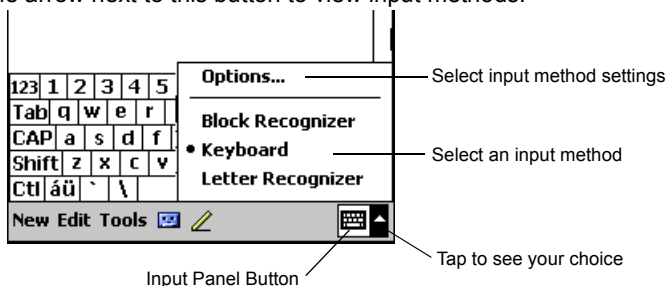 e arrow next to this button to view input methods.
Options...
Select input method settings
123 1 2 3 4 5
Tab q w e r
Block Recognizer
CAP a s d f
Keyboard
Select an input method
Shift z x c v
Letter Recognizer
Ctl áü ` \
New Edit Tools
Tap to see your choice
Input Panel Button